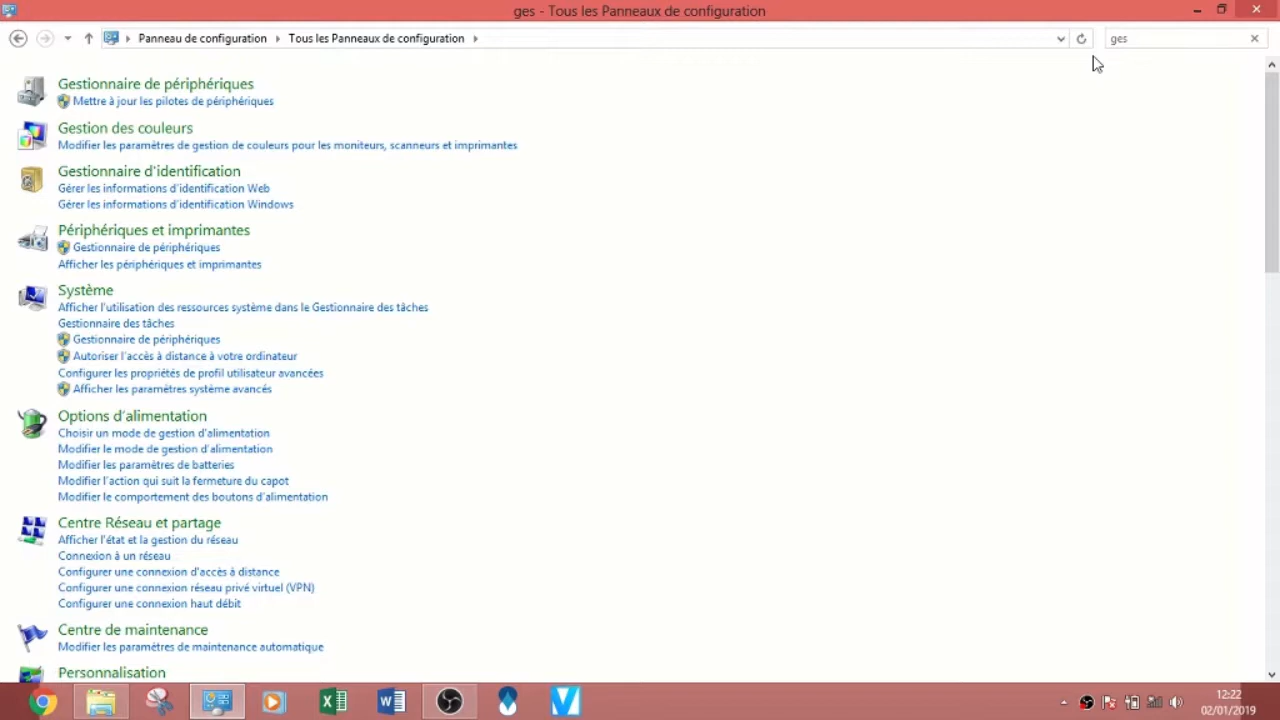 ges - Tous les Panneaux de configuration
Panneau de configuration
Tous les Panneaux de configuration
ges
Gestionnaire de périphériques
Mettre à jour les pilotes de périphériques
Gestion des couleurs
Modifier les paramètres de gestion de couleurs pour les moniteurs, scanneurs et imprimantes
Gestionnaire d'identification
Gérer les informations d'identification Web
Gérer les informations d'identification Windows
Périphériques et imprimantes
Gestionnaire de périphériques
Afficher les périphériques et imprimantes
Système
Afficher l'utilisation des ressources système dans le Gestionnaire des tâches
Gestionnaire des tâches
Gestionnaire de périphériques
Autoriser l'accès à distance à votre ordinateur
Configurer les propriétés de profil utilisateur avancées
Afficher les paramètres système avancés
Options d'alimentation
Choisir un mode de gestion d'alimentation
Modifier le mode de gestion d'alimentation
Modifier les paramètres de batteries
Modifier l'action qui suit la fermeture du capot
Modifier le comportement des boutons d'alimentation
Centre Réseau et partage
Afficher l'état et la gestion du réseau
Connexion à un réseau
Configurer une connexion d'accès à distance
Configurer une connexion réseau privé virtuel (VPN)
Configurer une connexion haut débit
Centre de maintenance
Modifier les paramètres de maintenance automatique
Personnalisation
12:22
02/01/2019